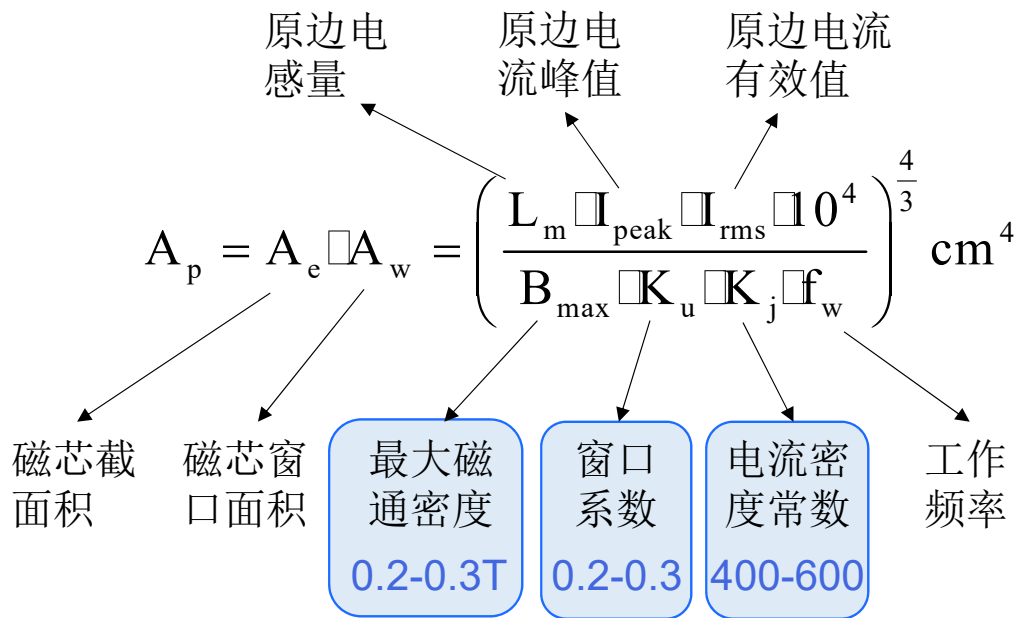 原边电 原边电 原边电流
感量 流峰值 有效值
A_p = A_e □ A_w = ( (L_m □ I_peak □ I_rms □ 10^4) / (B_max □ K_u □ K_j □ f_w) )^(4/3) cm^4
磁芯截 磁芯窗 最大磁 窗口 电流密 工作
面积 口面积 通密度 系数 度常数 频率
0.2-0.3T 0.2-0.3 400-600